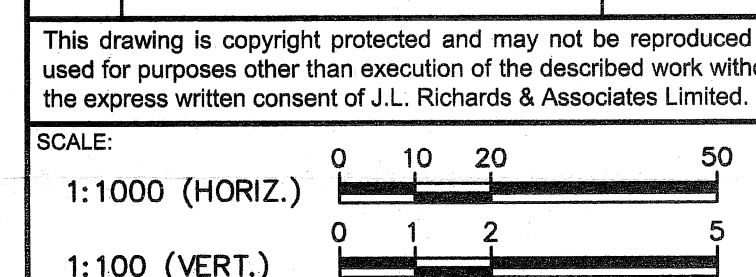 This drawing is copyright protected and may not be reproduced
used for purposes other than execution of the described work
the express written consent of J.L. Richards & Associates Limited.
SCALE:
0 10 20 50
1:1000 (HORIZ.)
0 1 2 5
1:100 (VERT.)